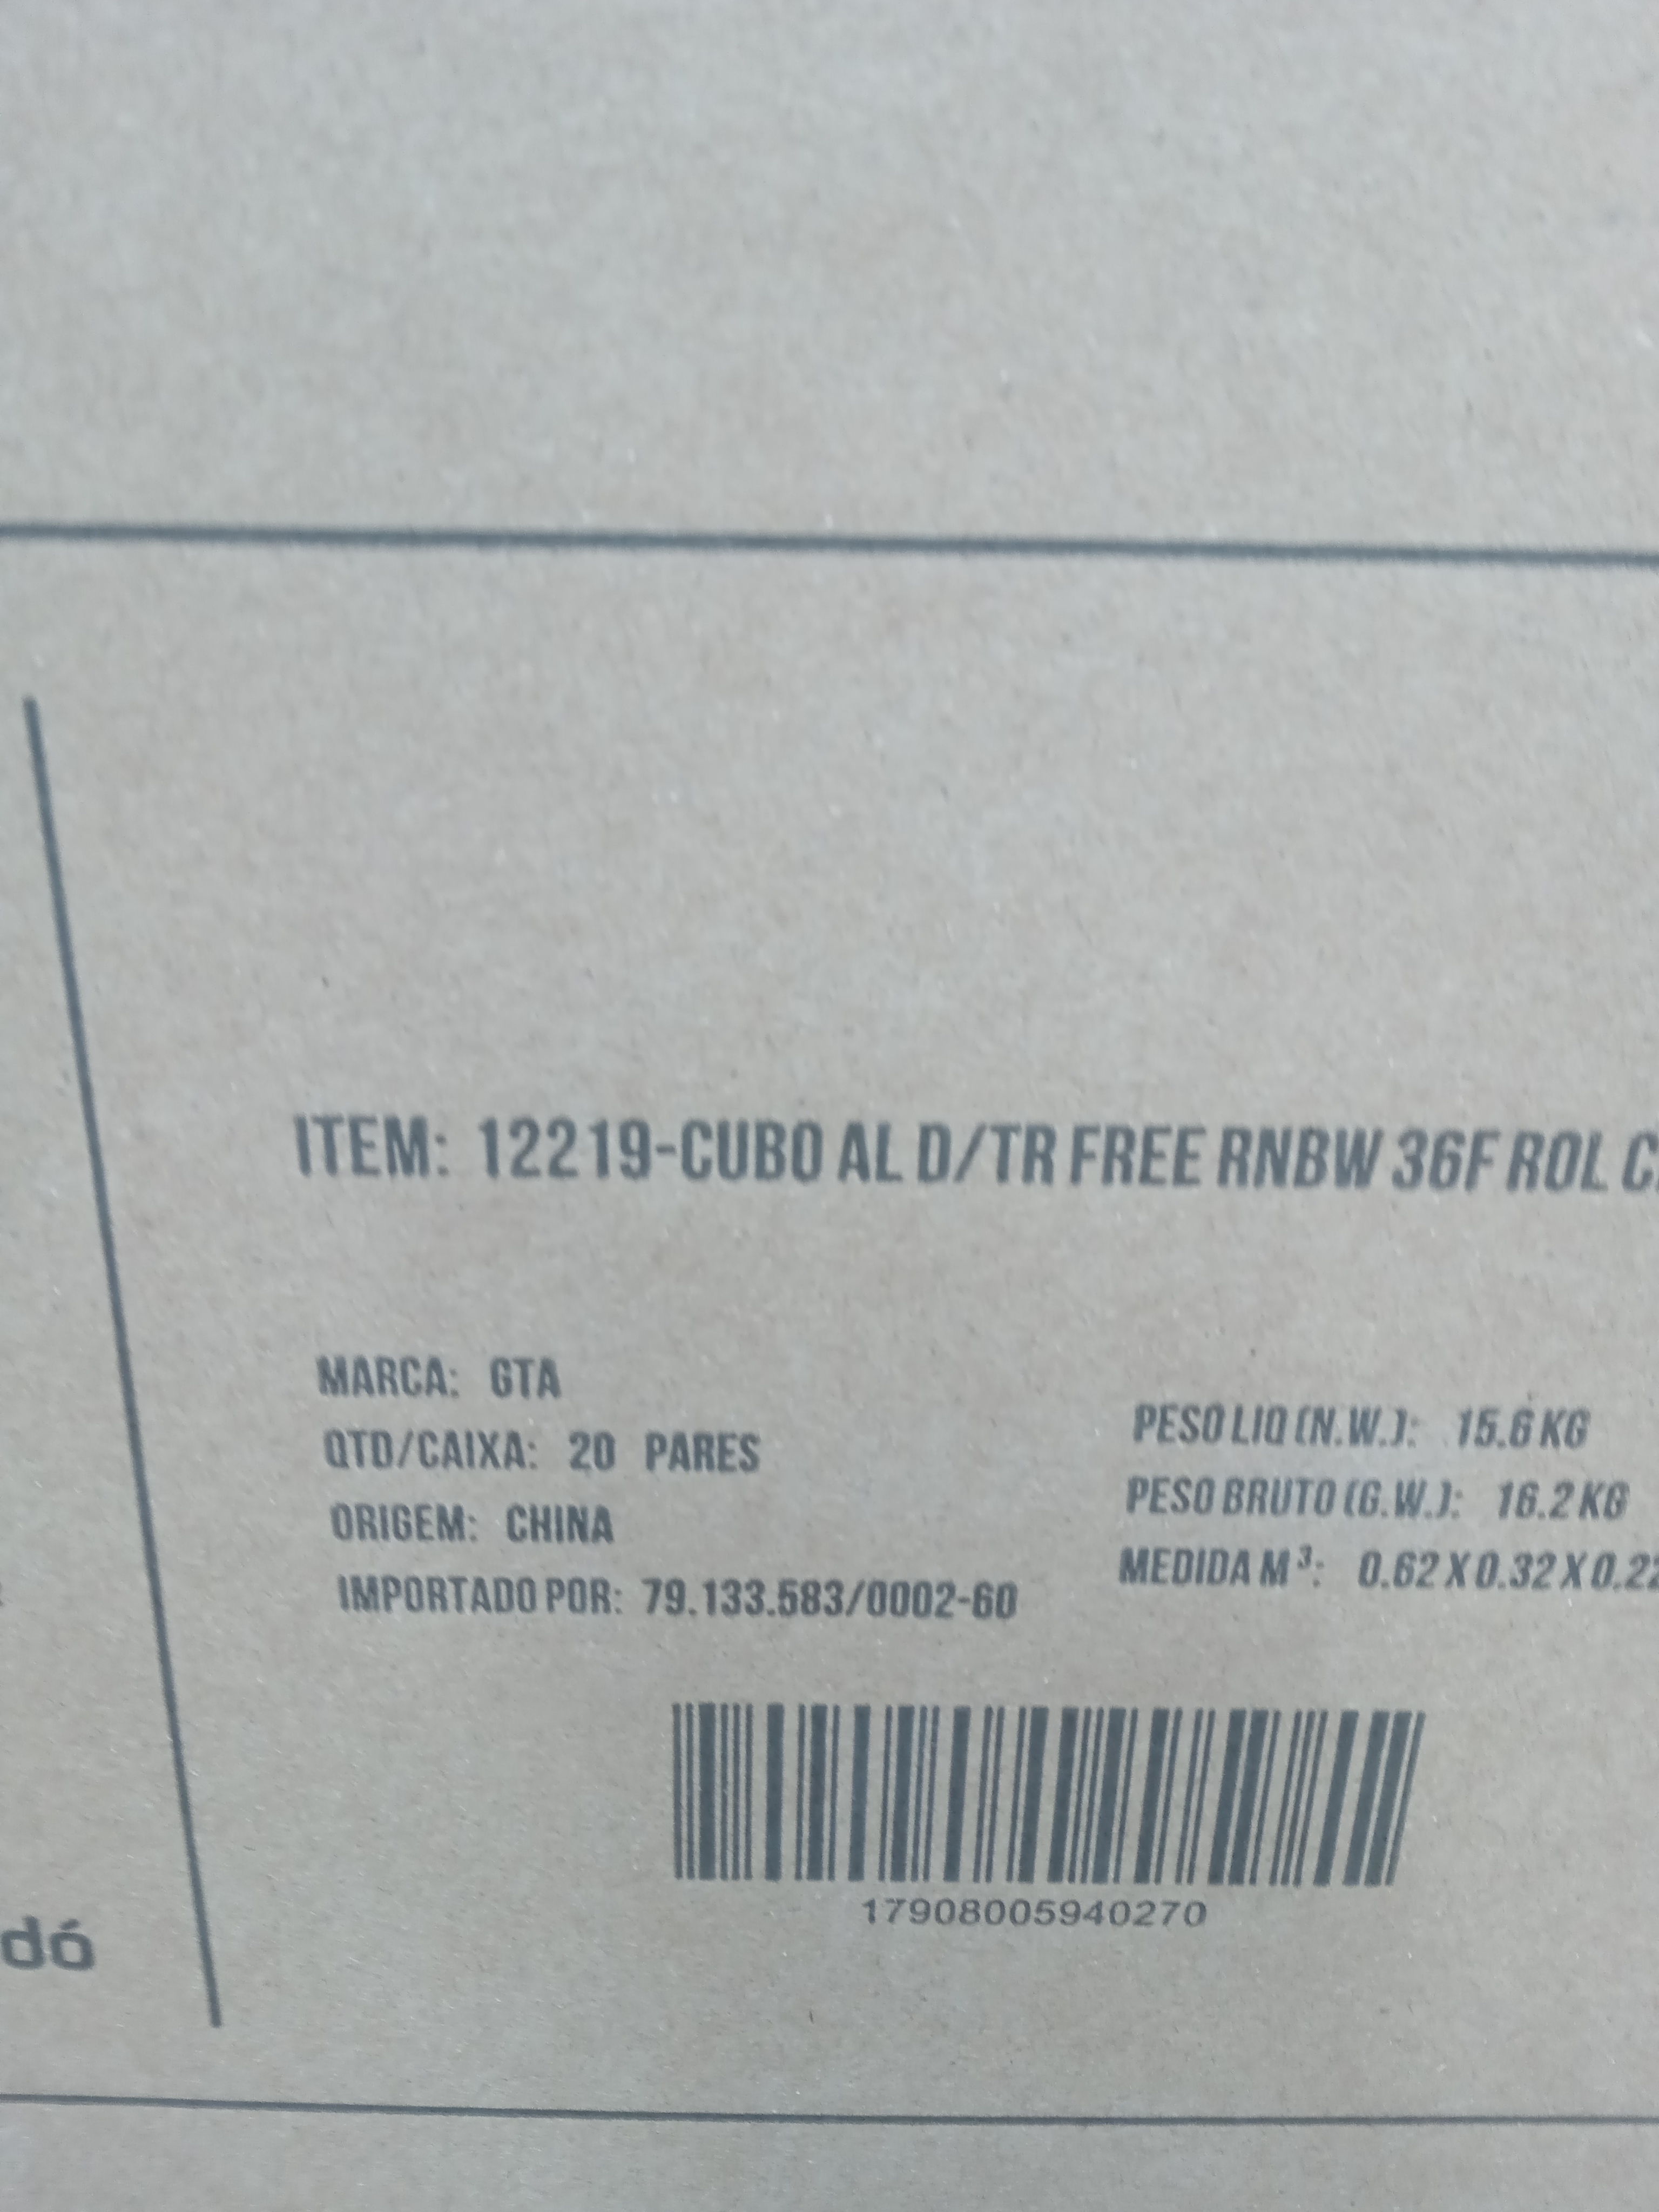 ITEM: 12219-CUBO AL D/TR FREE RNBW 36F ROL C
MARCA: GTA
QTD/CAIXA: 20 PARES
ORIGEM: CHINA
IMPORTADO POR: 79.133.583/0002-60
PESO LIQ (N.W.): 15.6 KG
PESO BRUTO (G.W.): 16.2 KG
MEDIDA M³: 0.62 X 0.32 X 0.22
17908005940270
dó